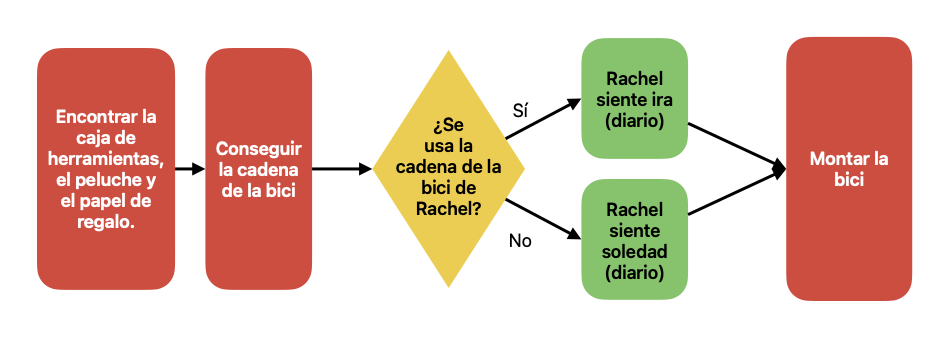 Encontrar la
caja de
herramientas,
el peluche y
el papel de
regalo.
Conseguir
la cadena
de la bici
¿Se
usa la
cadena de la
bici de
Rachel?
Sí
No
Rachel
siente ira
(diario)
Rachel
siente
soledad
(diario)
Montar la
bici